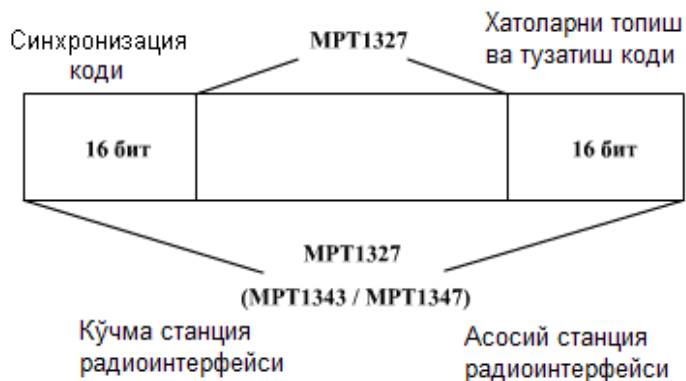 Синхронизация
коди
MPT1327
Хатоларни топиш
ва тузатиш коди
16 бит
16 бит
MPT1327
(MPT1343 / MPT1347)
Кўчма станция
радиоинтерфейси
Асосий станция
радиоинтерфейси